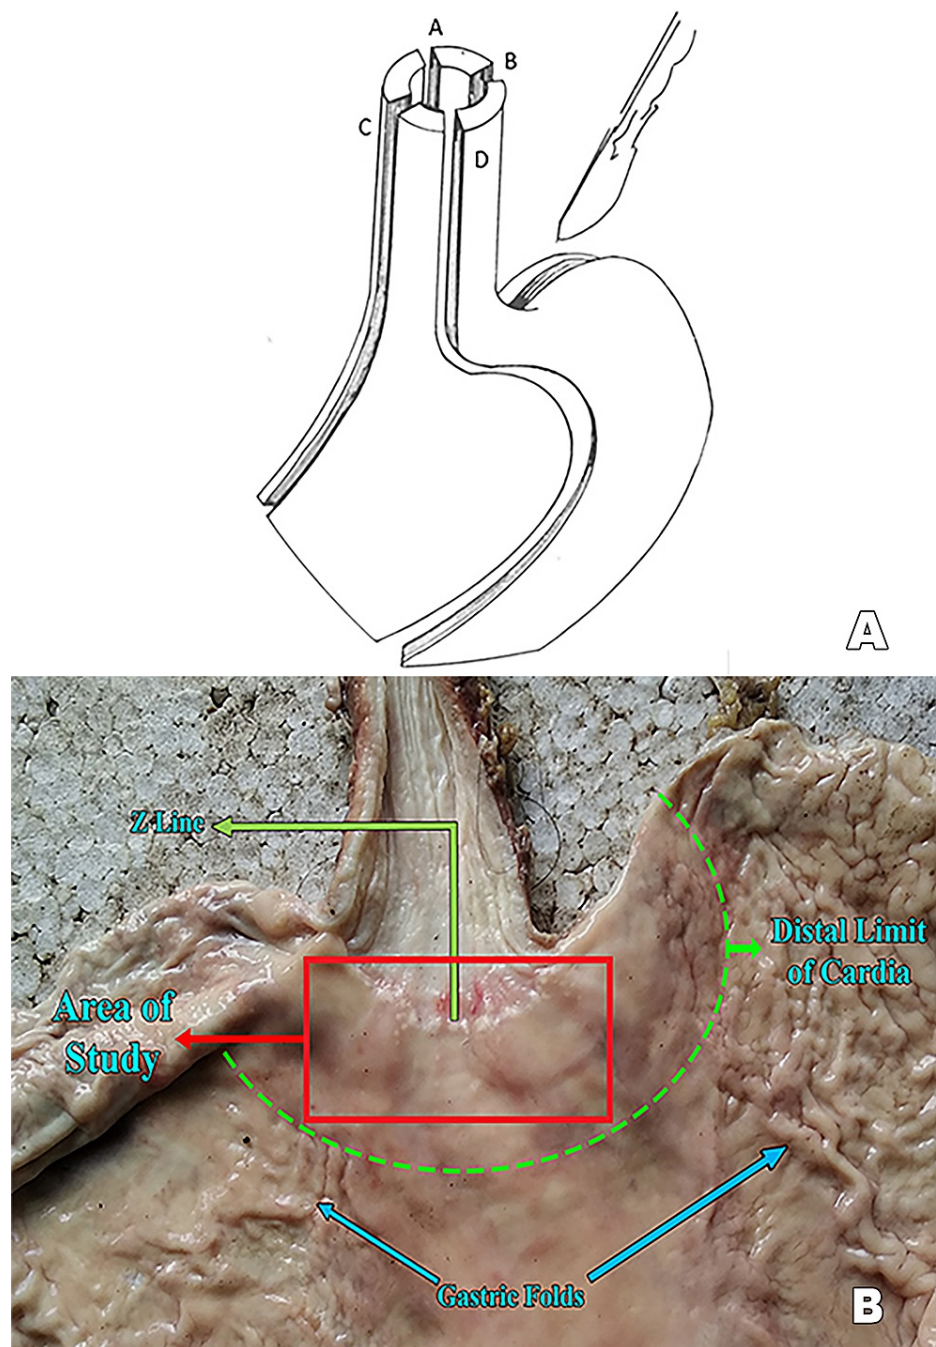 A
B
C
D
A
Z Line
Distal Limit
of Cardia
Area of
Study
Gastric Folds
B